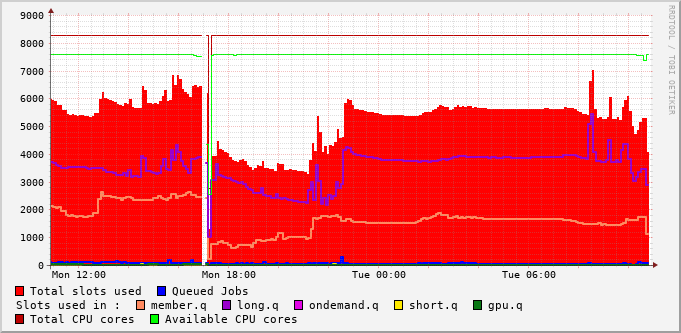 9000
8000
7000
6000
5000
4000
3000
2000
1000
0
Mon 12:00 Mon 18:00 Tue 00:00 Tue 06:00
RRDTOOL / TOBI OETIKER
Total slots used Queued Jobs
Slots used in : member.q long.q ondemand.q short.q gpu.q
Total CPU cores Available CPU cores